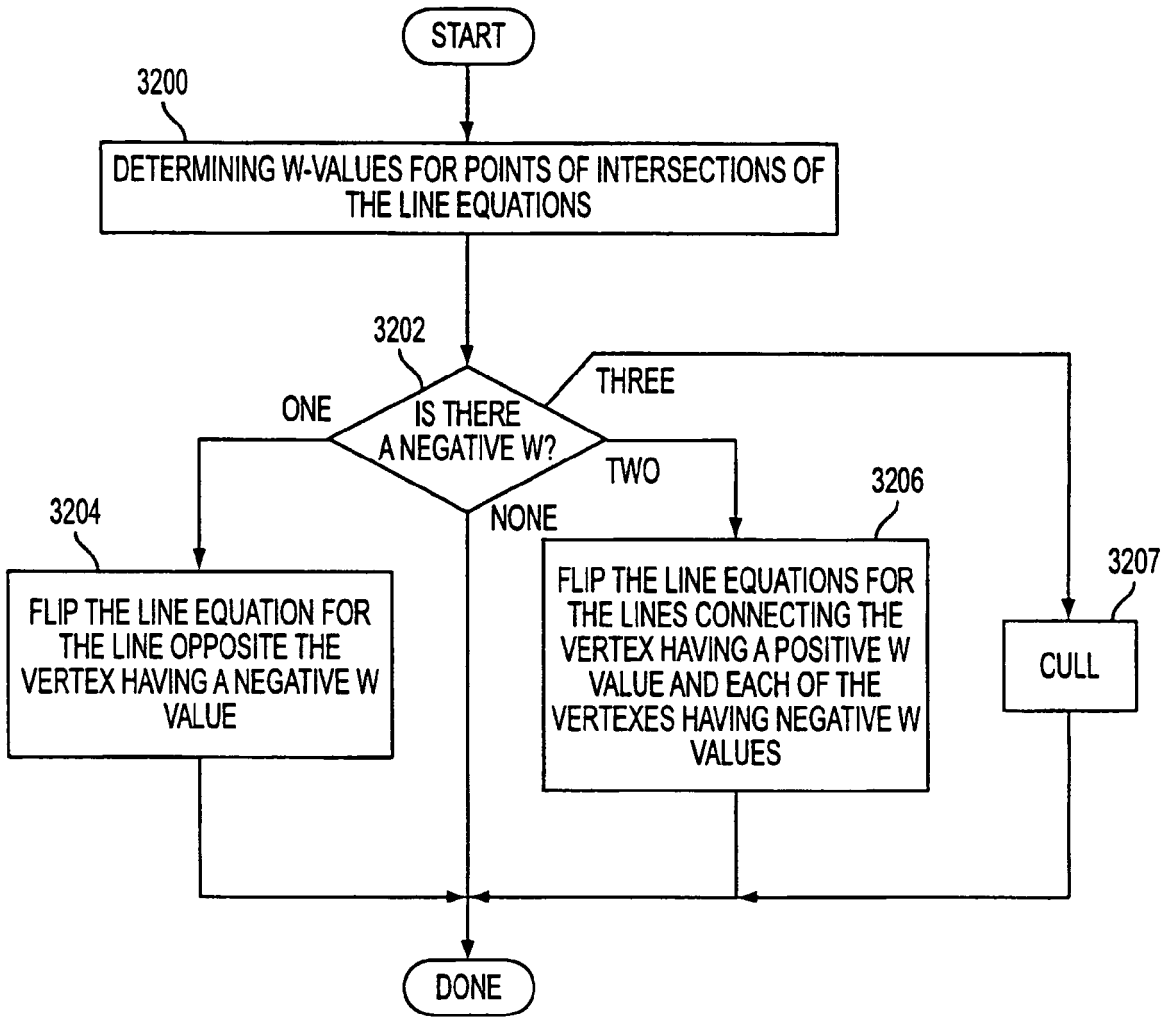 START
3200
DETERMINING W-VALUES FOR POINTS OF INTERSECTIONS OF
THE LINE EQUATIONS
3202
IS THERE
A NEGATIVE W?
ONE
THREE
TWO
NONE
3204
FLIP THE LINE EQUATION FOR
THE LINE OPPOSITE THE
VERTEX HAVING A NEGATIVE W
VALUE
3206
FLIP THE LINE EQUATIONS FOR
THE LINES CONNECTING THE
VERTEX HAVING A POSITIVE W
VALUE AND EACH OF THE
VERTEXES HAVING NEGATIVE W
VALUES
3207
CULL
DONE